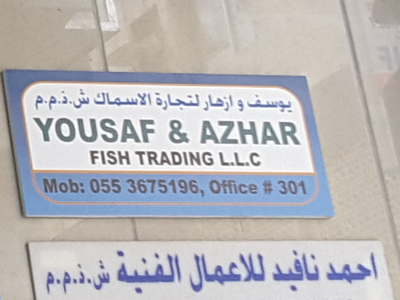 يوسف و ازهار لتجارة الاسماك ش.ذ.م.م
YOUSAF & AZHAR
FISH TRADING L.L.C
Mob: 055 3675196, Office # 301
احمد نافيد للاعمال الفنية ش.ذ.م.م